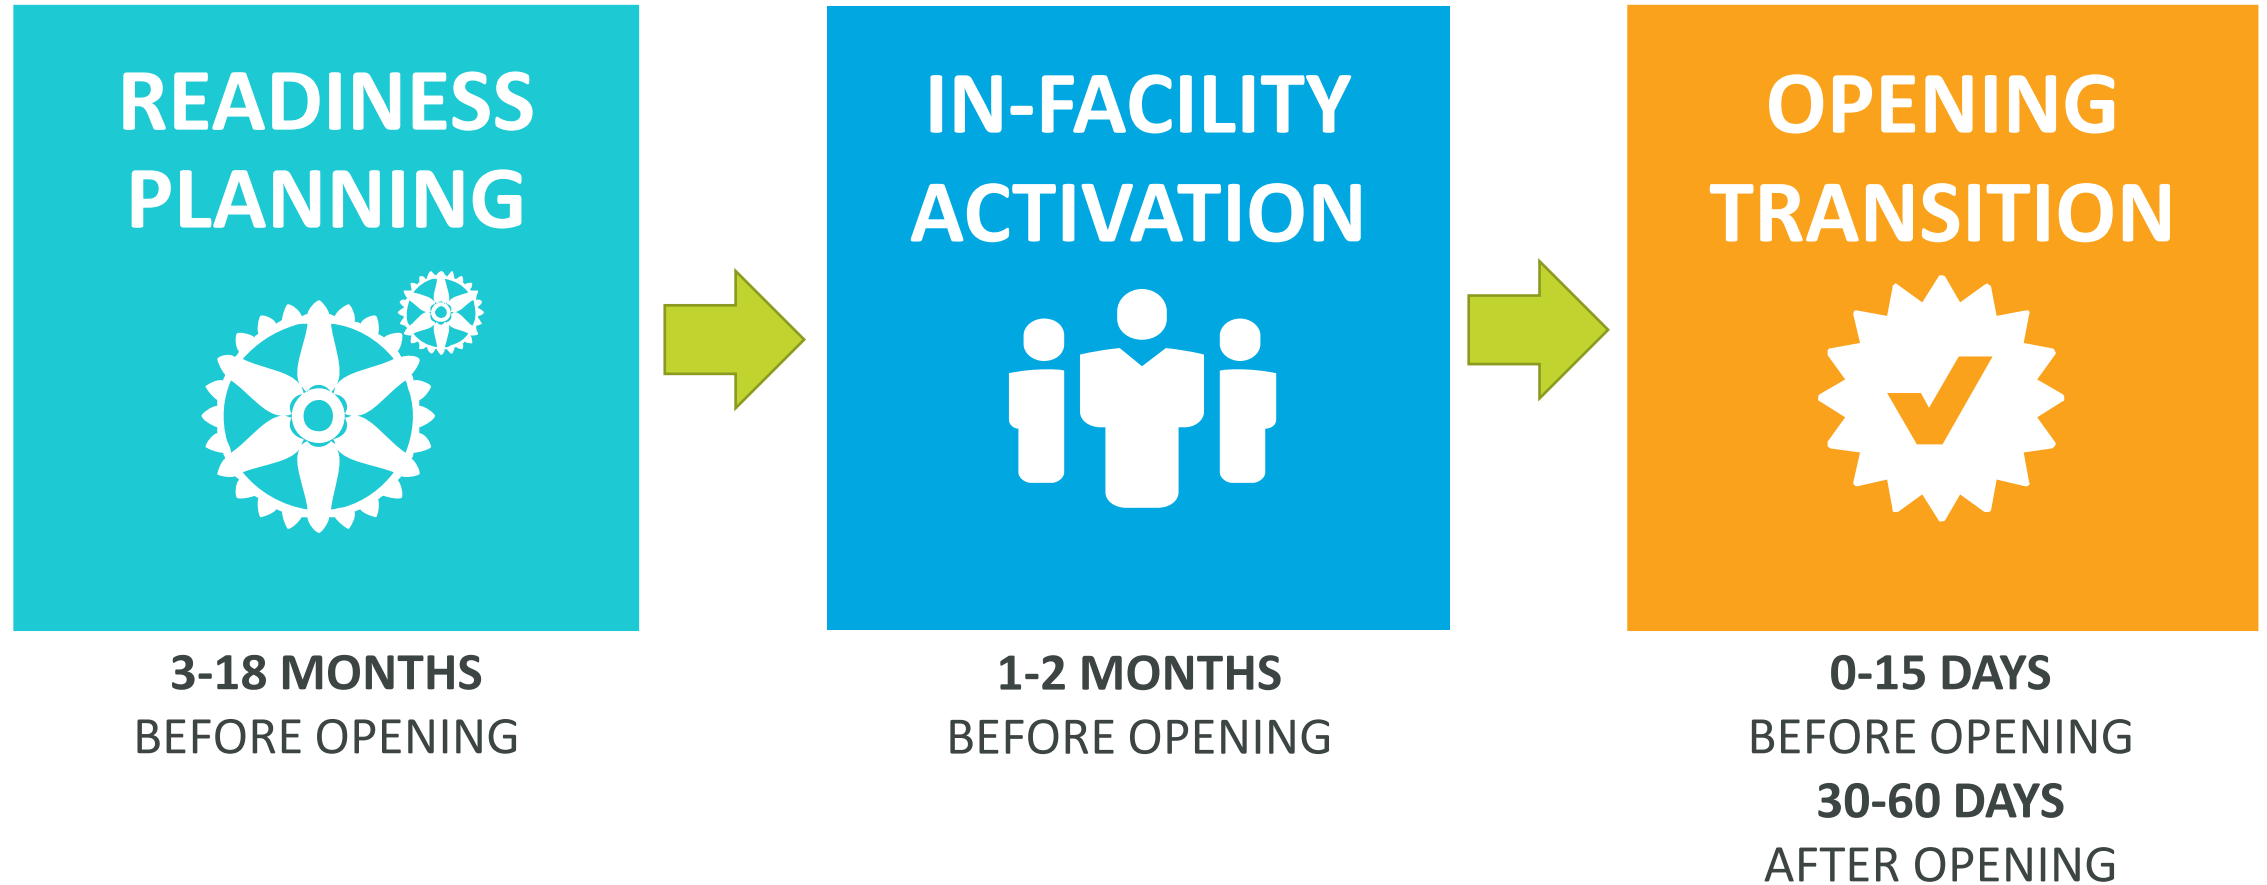 READINESS
PLANNING
3-18 MONTHS
BEFORE OPENING
IN-FACILITY
ACTIVATION
1-2 MONTHS
BEFORE OPENING
OPENING
TRANSITION
0-15 DAYS
BEFORE OPENING
30-60 DAYS
AFTER OPENING